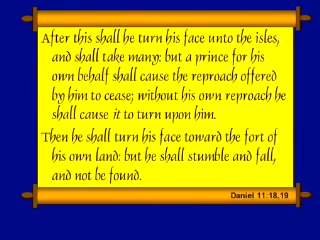 After this shall he turn his face unto the isles,
and shall take many: but a prince for his
own behalf shall cause the reproach offered
by him to cease; without his own reproach he
shall cause it to turn upon him.
Then he shall turn his face toward the fort of
his own land: but he shall stumble and fall,
and not be found.
Daniel 11:18,19